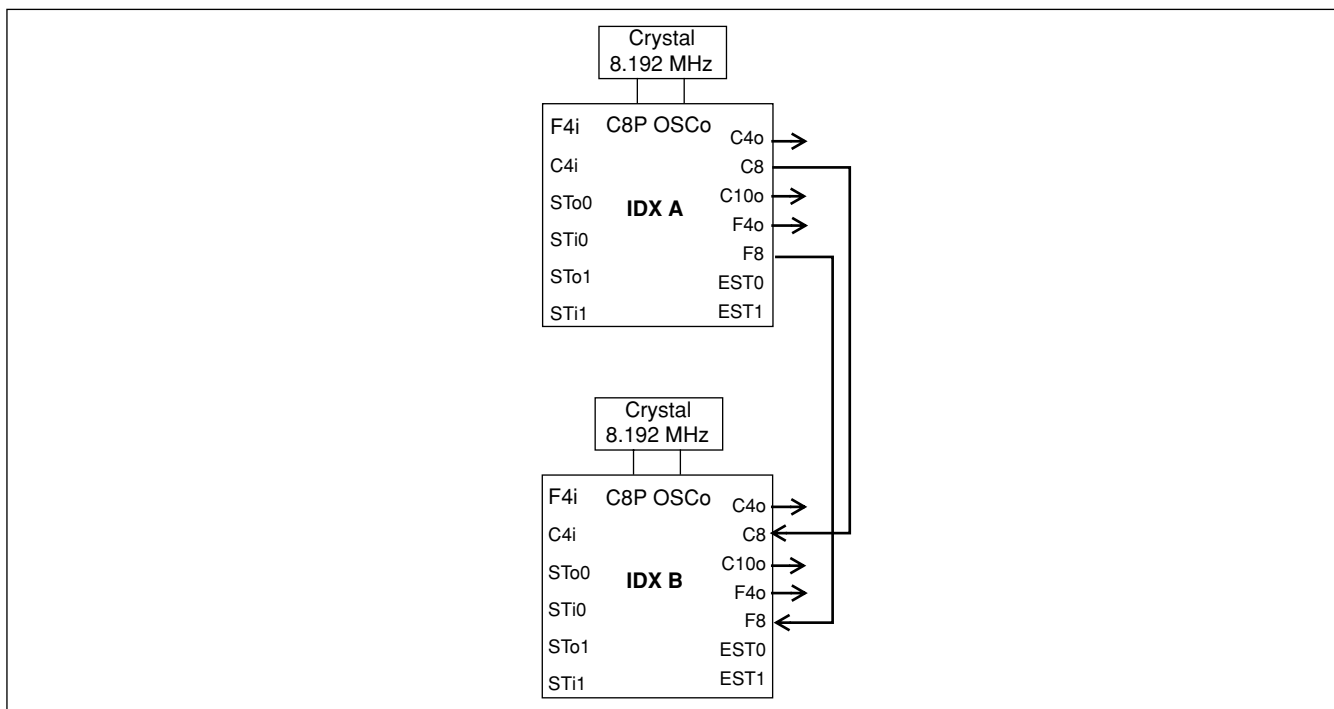 Crystal
8.192 MHz
F4i
C8P OSCo
C4o
C4i
C8
STo0
IDX A
C10o
F4o
STi0
F8
STo1
EST0
STi1
EST1
Crystal
8.192 MHz
F4i
C8P OSCo
C4o
C4i
C8
STo0
IDX B
C10o
F4o
STi0
F8
STo1
EST0
STi1
EST1